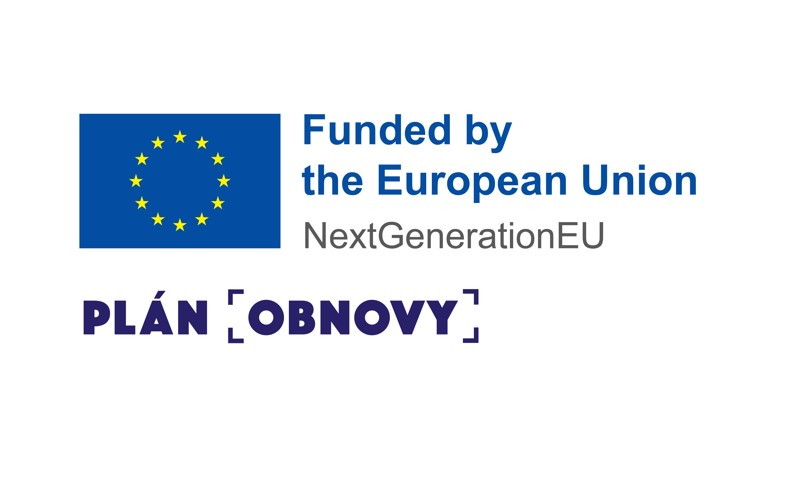 Funded by
the European Union
NextGenerationEU
PLÁN [OBNOVY]